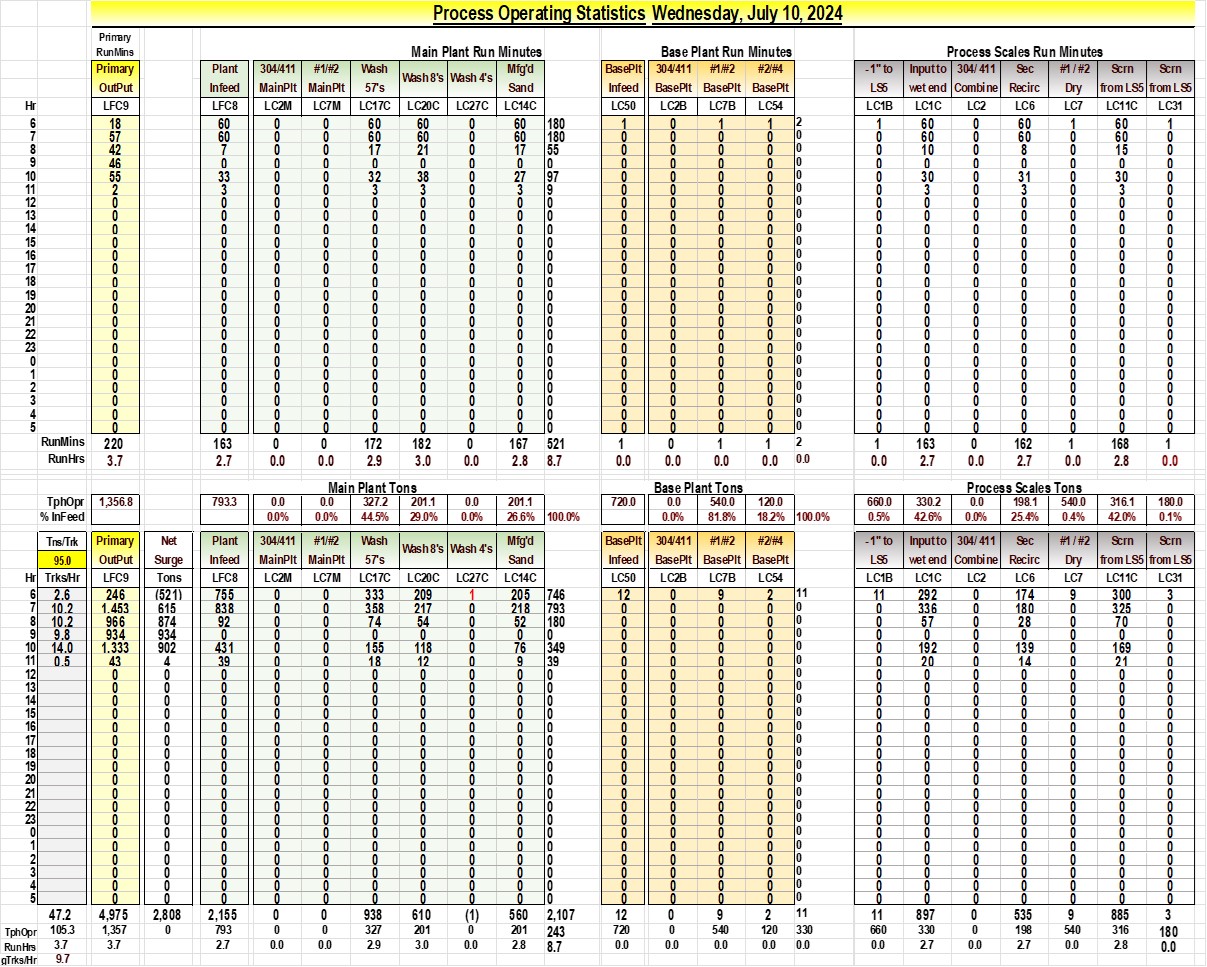 Process Operating Statistics Wednesday, July 10, 2024
Primary
RunMins Main Plant Run Minutes Base Plant Run Minutes Process Scales Run Minutes
Primary Plant 304/411 #1/#2 Wash Wash 8's Wash 4's Mfg'd BasePlt 304/411 #1/#2 #2/#4 -1" to Input to 304/ 411 Sec #1 / #2 Scrn Scrn
OutPut Infeed MainPlt MainPlt 57's Sand Infeed BasePlt BasePlt BasePlt LS5 wet end Combine Recirc Dry from LS5 from LS5
Hr LFC9 LFC8 LC2M LC7M LC17C LC20C LC27C LC14C LC50 LC2B LC7B LC54 LC1B LC1C LC2 LC6 LC7 LC11C LC31
6 18 60 0 0 60 60 0 60 180 1 0 1 1 2 1 60 0 60 1 60 1
7 57 60 0 0 60 60 0 60 180 0 0 0 0 0 0 60 0 60 0 60 0
8 42 7 0 0 17 21 0 17 55 0 0 0 0 0 0 10 0 8 0 15 0
9 46 0 0 0 0 0 0 0 0 0 0 0 0 0 0 0 0 0 0 0 0
10 55 33 0 0 32 38 0 27 97 0 0 0 0 0 0 30 0 31 0 30 0
11 2 3 0 0 3 3 0 3 9 0 0 0 0 0 0 3 0 3 0 3 0
12 0 0 0 0 0 0 0 0 0 0 0 0 0 0 0 0 0 0 0 0 0
13 0 0 0 0 0 0 0 0 0 0 0 0 0 0 0 0 0 0 0 0 0
14 0 0 0 0 0 0 0 0 0 0 0 0 0 0 0 0 0 0 0 0 0
15 0 0 0 0 0 0 0 0 0 0 0 0 0 0 0 0 0 0 0 0 0
16 0 0 0 0 0 0 0 0 0 0 0 0 0 0 0 0 0 0 0 0 0
17 0 0 0 0 0 0 0 0 0 0 0 0 0 0 0 0 0 0 0 0 0
18 0 0 0 0 0 0 0 0 0 0 0 0 0 0 0 0 0 0 0 0 0
19 0 0 0 0 0 0 0 0 0 0 0 0 0 0 0 0 0 0 0 0 0
20 0 0 0 0 0 0 0 0 0 0 0 0 0 0 0 0 0 0 0 0 0
21 0 0 0 0 0 0 0 0 0 0 0 0 0 0 0 0 0 0 0 0 0
22 0 0 0 0 0 0 0 0 0 0 0 0 0 0 0 0 0 0 0 0 0
23 0 0 0 0 0 0 0 0 0 0 0 0 0 0 0 0 0 0 0 0 0
0 0 0 0 0 0 0 0 0 0 0 0 0 0 0 0 0 0 0 0 0 0
1 0 0 0 0 0 0 0 0 0 0 0 0 0 0 0 0 0 0 0 0 0
2 0 0 0 0 0 0 0 0 0 0 0 0 0 0 0 0 0 0 0 0 0
3 0 0 0 0 0 0 0 0 0 0 0 0 0 0 0 0 0 0 0 0 0
4 0 0 0 0 0 0 0 0 0 0 0 0 0 0 0 0 0 0 0 0 0
5 0 0 0 0 0 0 0 0 0 0 0 0 0 0 0 0 0 0 0 0 0
RunMins 220 163 0 0 172 182 0 167 521 1 0 1 1 2 1 163 0 162 1 168 1
RunHrs 3.7 2.7 0.0 0.0 2.9 3.0 0.0 2.8 8.7 0.0 0.0 0.0 0.0 0.0 0.0 2.7 0.0 2.7 0.0 2.8 0.0
Main Plant Tons Base Plant Tons Process Scales Tons
TphOpr 1,356.8 793.3 0.0 0.0 327.2 201.1 0.0 201.1 720.0 0.0 540.0 120.0 660.0 330.2 0.0 198.1 540.0 316.1 180.0
% InFeed 0.0% 0.0% 44.5% 29.0% 0.0% 26.6% 100.0% 0.0% 81.8% 18.2% 100.0% 0.5% 42.6% 0.0% 25.4% 0.4% 42.0% 0.1%
Tns/Trk Primary Net Plant 304/411 #1/#2 Wash Wash 8's Wash 4's Mfg'd BasePlt 304/411 #1/#2 #2/#4 -1" to Input to 304/ 411 Sec #1 / #2 Scrn Scrn
95.0 OutPut Surge Infeed MainPlt MainPlt 57's Sand Infeed BasePlt BasePlt BasePlt LS5 wet end Combine Recirc Dry from LS5 from LS5
Hr Trks/Hr LFC9 Tons LFC8 LC2M LC7M LC17C LC20C LC27C LC14C LC50 LC2B LC7B LC54 LC1B LC1C LC2 LC6 LC7 LC11C LC31
6 2.6 246 (521) 755 0 0 333 209 1 205 746 12 0 9 2 11 11 292 0 174 9 300 3
7 10.2 1.453 615 838 0 0 358 217 0 218 793 0 0 0 0 0 0 336 0 180 0 325 0
8 10.2 966 874 92 0 0 74 54 0 52 180 0 0 0 0 0 0 57 0 28 0 70 0
9 9.8 934 934 0 0 0 0 0 0 0 0 0 0 0 0 0 0 0 0 0 0 0 0
10 14.0 1.333 902 431 0 0 155 118 0 76 349 0 0 0 0 0 0 192 0 139 0 169 0
11 0.5 43 4 39 0 0 18 12 0 9 39 0 0 0 0 0 0 20 0 14 0 21 0
12 0 0 0 0 0 0 0 0 0 0 0 0 0 0 0 0 0 0 0 0 0 0
13 0 0 0 0 0 0 0 0 0 0 0 0 0 0 0 0 0 0 0 0 0 0
14 0 0 0 0 0 0 0 0 0 0 0 0 0 0 0 0 0 0 0 0 0 0
15 0 0 0 0 0 0 0 0 0 0 0 0 0 0 0 0 0 0 0 0 0 0
16 0 0 0 0 0 0 0 0 0 0 0 0 0 0 0 0 0 0 0 0 0 0
17 0 0 0 0 0 0 0 0 0 0 0 0 0 0 0 0 0 0 0 0 0 0
18 0 0 0 0 0 0 0 0 0 0 0 0 0 0 0 0 0 0 0 0 0 0
19 0 0 0 0 0 0 0 0 0 0 0 0 0 0 0 0 0 0 0 0 0 0
20 0 0 0 0 0 0 0 0 0 0 0 0 0 0 0 0 0 0 0 0 0 0
21 0 0 0 0 0 0 0 0 0 0 0 0 0 0 0 0 0 0 0 0 0 0
22 0 0 0 0 0 0 0 0 0 0 0 0 0 0 0 0 0 0 0 0 0 0
23 0 0 0 0 0 0 0 0 0 0 0 0 0 0 0 0 0 0 0 0 0 0
0 0 0 0 0 0 0 0 0 0 0 0 0 0 0 0 0 0 0 0 0 0 0
1 0 0 0 0 0 0 0 0 0 0 0 0 0 0 0 0 0 0 0 0 0 0
2 0 0 0 0 0 0 0 0 0 0 0 0 0 0 0 0 0 0 0 0 0 0
3 0 0 0 0 0 0 0 0 0 0 0 0 0 0 0 0 0 0 0 0 0 0
4 0 0 0 0 0 0 0 0 0 0 0 0 0 0 0 0 0 0 0 0 0 0
5 0 0 0 0 0 0 0 0 0 0 0 0 0 0 0 0 0 0 0 0 0 0
47.2 4,975 2,808 2,155 0 0 938 610 (1) 560 2,107 12 0 9 2 11 11 897 0 535 9 885 3
TphOpr 105.3 1,357 0 793 0 0 327 201 0 201 243 720 0 540 120 330 660 330 0 198 540 316 180
RunHrs 3.7 3.7 2.7 0.0 0.0 2.9 3.0 0.0 2.8 8.7 0.0 0.0 0.0 0.0 0.0 0.0 2.7 0.0 2.7 0.0 2.8 0.0
gTrks/Hr 9.7